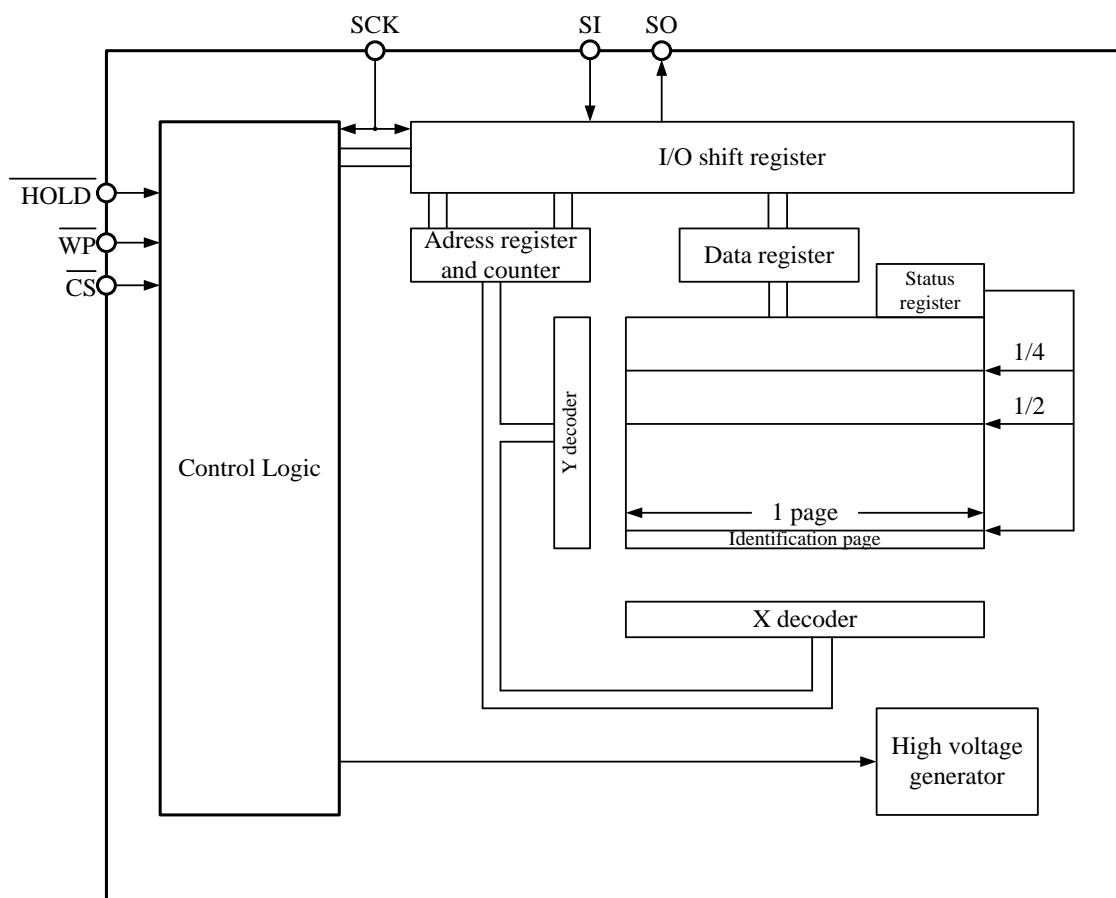 SCK
SI
SO
I/O shift register
HOLD
WP
CS
Adress register
and counter
Data register
Status
register
1/4
1/2
Y decoder
Control Logic
1 page
Identification page
X decoder
High voltage
generator